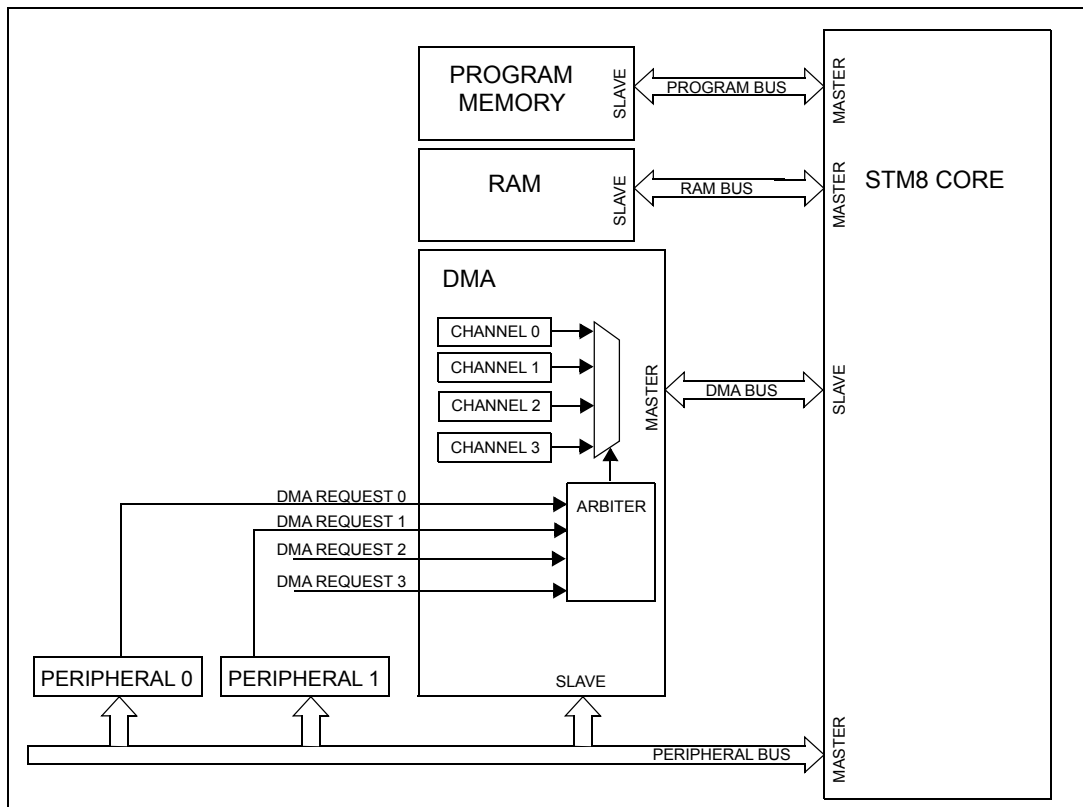 PROGRAM
MEMORY
SLAVE
PROGRAM BUS
MASTER
RAM
SLAVE
RAM BUS
MASTER
STM8 CORE
DMA
CHANNEL 0
CHANNEL 1
CHANNEL 2
CHANNEL 3
MASTER
DMA BUS
SLAVE
DMA REQUEST 0
DMA REQUEST 1
DMA REQUEST 2
DMA REQUEST 3
ARBITER
PERIPHERAL 0
PERIPHERAL 1
SLAVE
PERIPHERAL BUS
MASTER